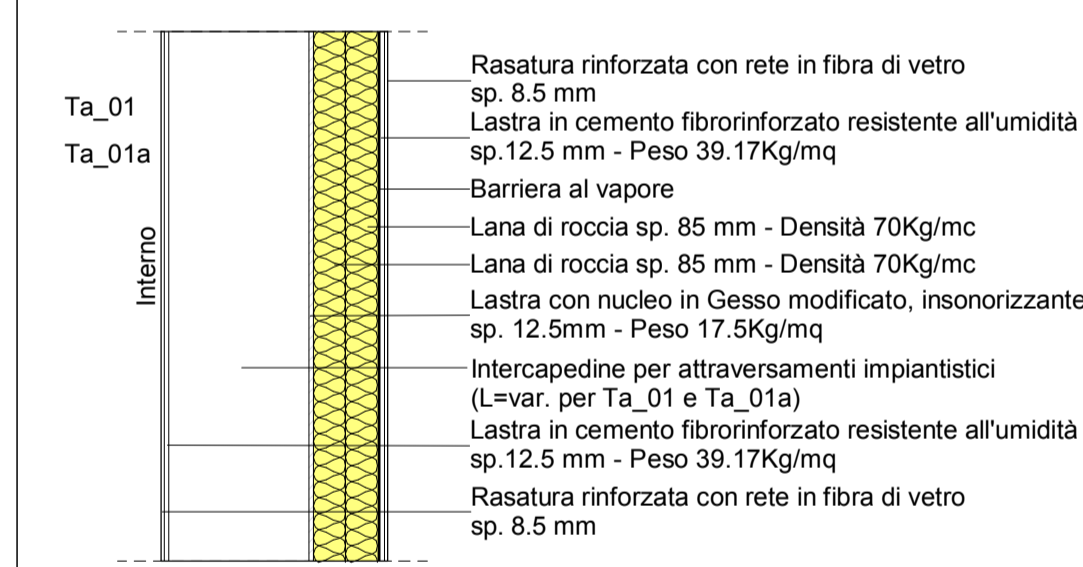 Ta_01
Ta_01a
Interno
Rasatura rinforzata con rete in fibra di vetro
sp. 8.5 mm
Lastra in cemento fibrorinforzato resistente all'umidità
sp.12.5 mm - Peso 39.17Kg/mq
Barriera al vapore
Lana di roccia sp. 85 mm - Densità 70Kg/mc
Lana di roccia sp. 85 mm - Densità 70Kg/mc
Lastra con nucleo in Gesso modificato, insonorizzante
sp. 12.5mm - Peso 17.5Kg/mq
Intercapedine per attraversamenti impiantistici
(L=var. per Ta_01 e Ta_01a)
Lastra in cemento fibrorinforzato resistente all'umidità
sp.12.5 mm - Peso 39.17Kg/mq
Rasatura rinforzata con rete in fibra di vetro
sp. 8.5 mm